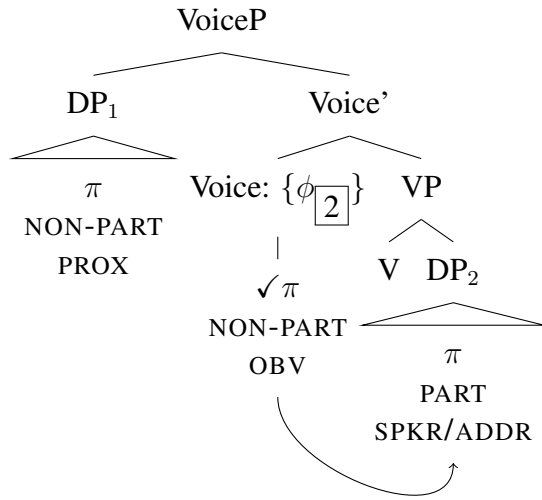 VoiceP
DP₁ Voice’
π
NON-PART
PROX
Voice: {ϕ 2} VP
✓π
NON-PART
OBV
V DP₂
π
PART
SPKR/ADDR